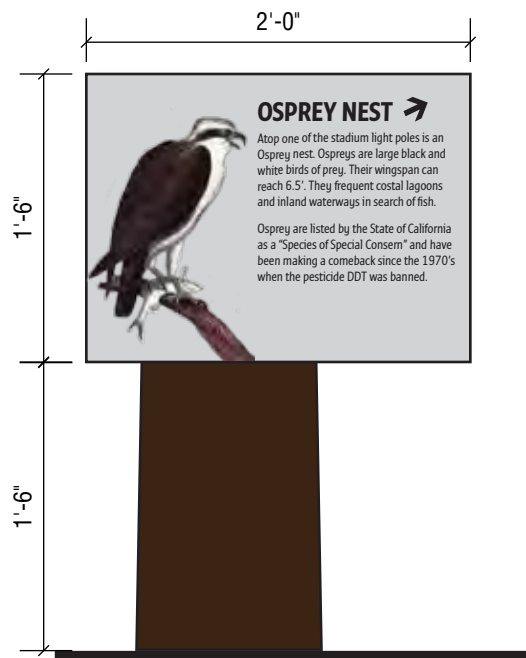 2'-0"
OSPREY NEST
Atop one of the stadium light poles is an
Osprey nest. Ospreys are large black and
white birds of prey. Their wingspan can
reach 6.5'. They frequent costal lagoons
and inland waterways in search of fish.
Osprey are listed by the State of California
as a "Species of Special Consern" and have
been making a comeback since the 1970's
when the pesticide DDT was banned.
1'-6"
1'-6"